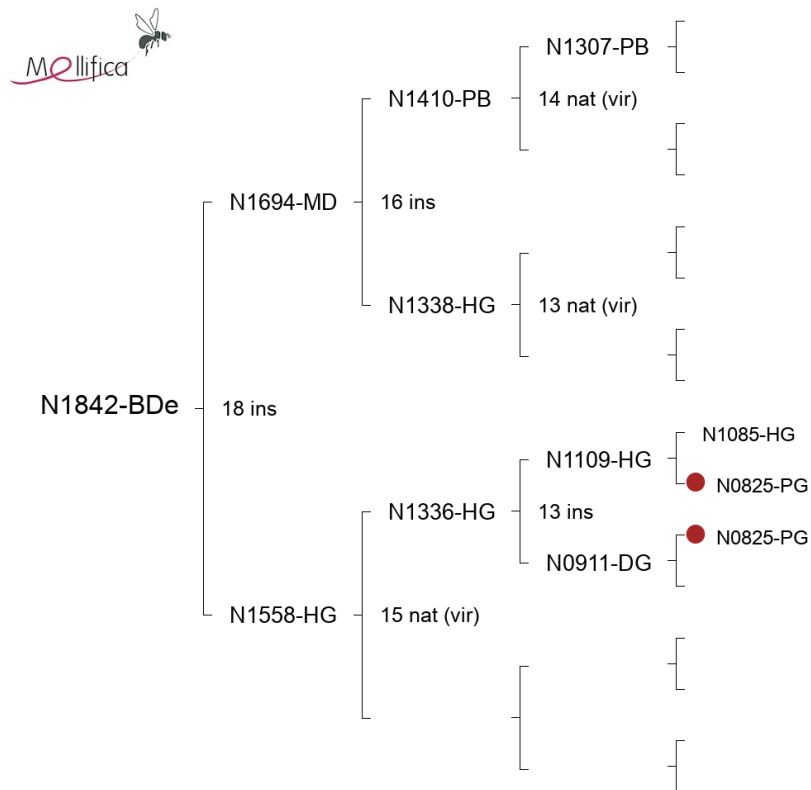 Mellifica
N1307-PB
N1410-PB
14 nat (vir)
N1694-MD
16 ins
N1338-HG
13 nat (vir)
N1842-BDe
18 ins
N1085-HG
N1109-HG
N0825-PG
N1336-HG
13 ins
N0825-PG
N0911-DG
N1558-HG
15 nat (vir)